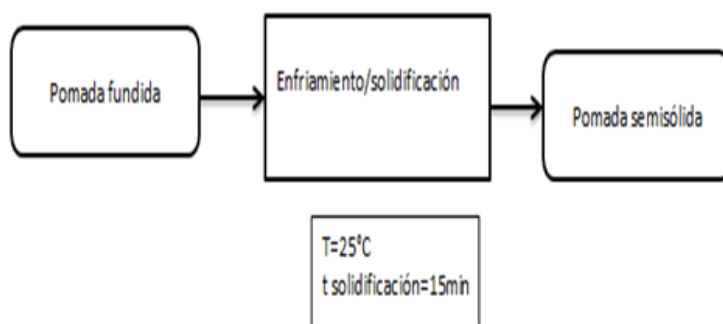 Pomada fundida
Enfriamiento/solidificación
Pomada semisólida
T=25°C
t solidificación=15min